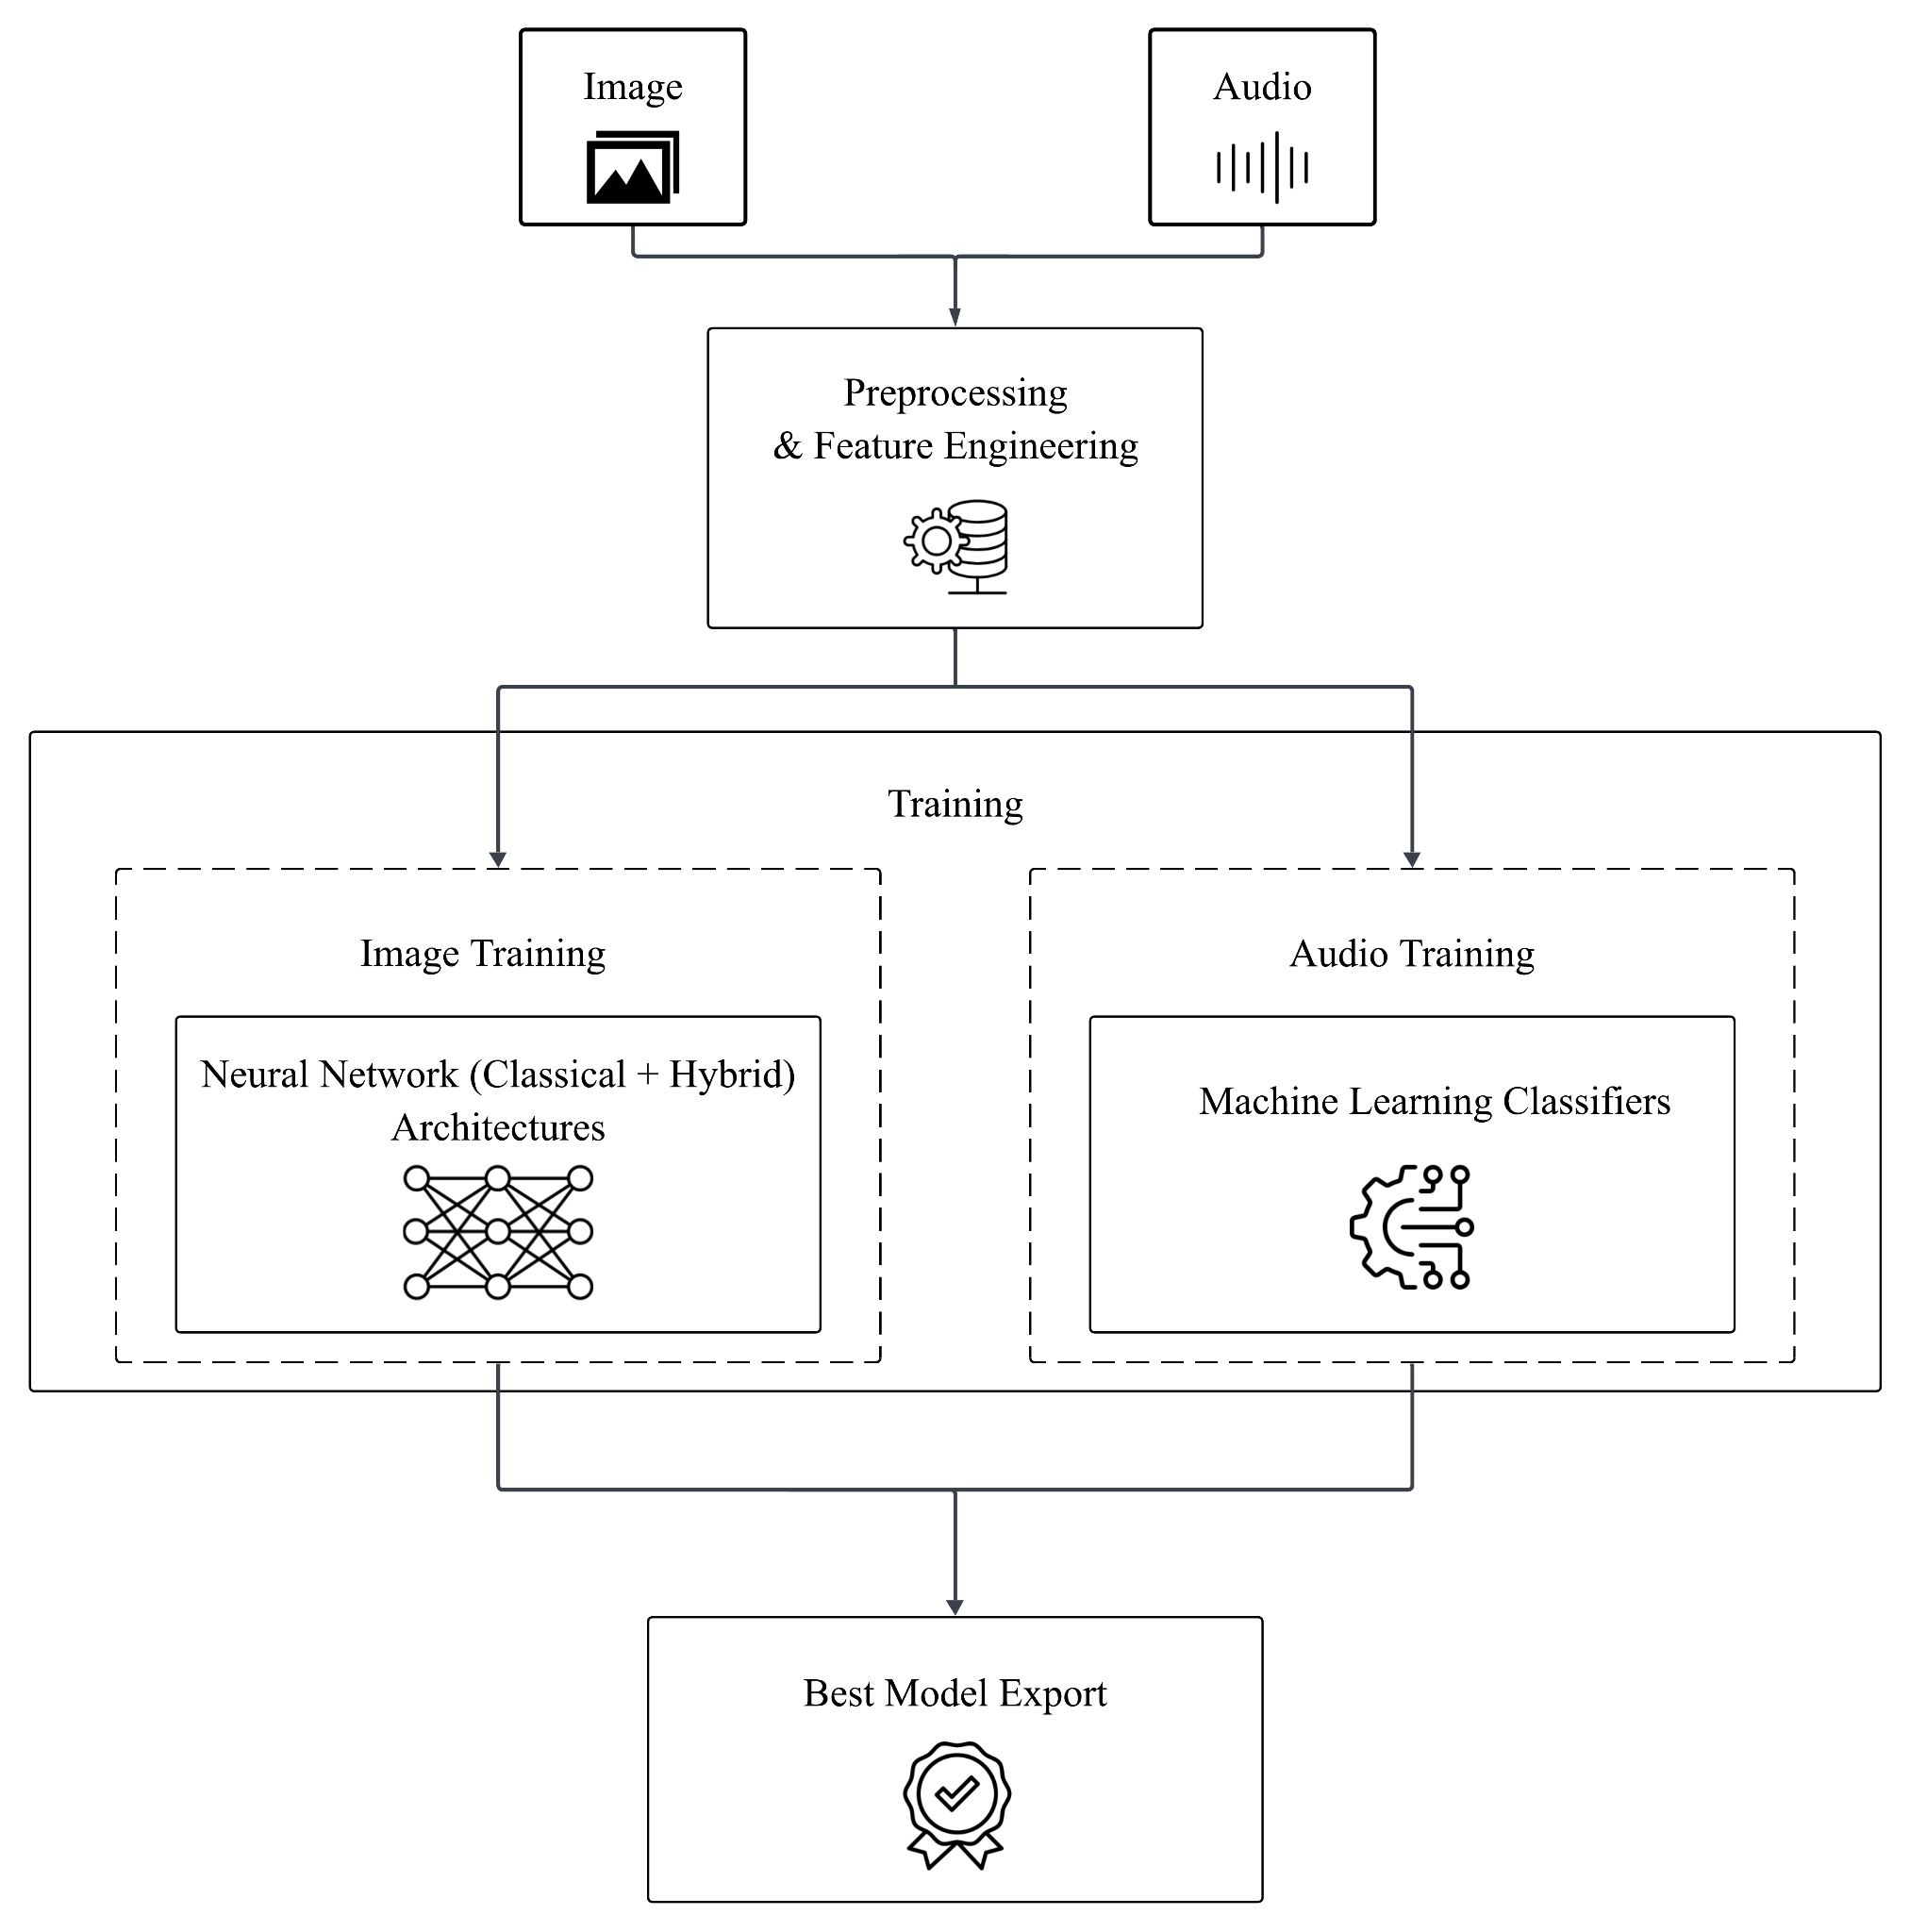 Image
Audio
Preprocessing
& Feature Engineering
Training
Image Training
Audio Training
Neural Network (Classical + Hybrid)
Architectures
Machine Learning Classifiers
Best Model Export